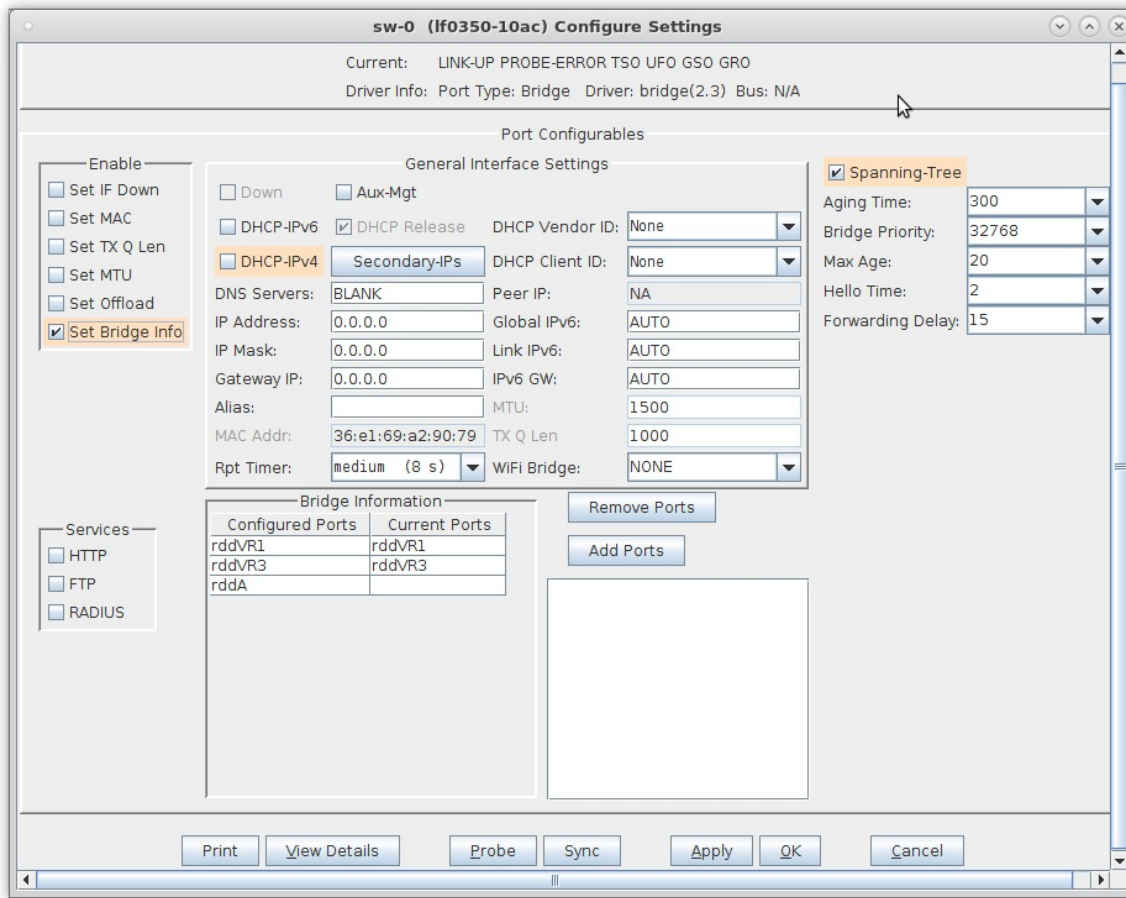 sw-0 (lf0350-10ac) Configure Settings
Current: LINK-UP PROBE-ERROR TSO UFO GSO GRO
Driver Info: Port Type: Bridge Driver: bridge(2.3) Bus: N/A
Port Configurables
Enable
Set IF Down
Set MAC
Set TX Q Len
Set MTU
Set Offload
Set Bridge Info
General Interface Settings
Down Aux-Mgt
DHCP-IPv6 DHCP Release DHCP Vendor ID: None
DHCP-IPv4 Secondary-IPs DHCP Client ID: None
DNS Servers: BLANK Peer IP: NA
IP Address: 0.0.0.0 Global IPv6: AUTO
IP Mask: 0.0.0.0 Link IPv6: AUTO
Gateway IP: 0.0.0.0 IPv6 GW: AUTO
Alias: MTU: 1500
MAC Addr: 36:e1:69:a2:90:79 TX Q Len 1000
Rpt Timer: medium (8 s) WiFi Bridge: NONE
Spanning-Tree
Aging Time: 300
Bridge Priority: 32768
Max Age: 20
Hello Time: 2
Forwarding Delay: 15
Services
HTTP
FTP
RADIUS
Bridge Information
Configured Ports Current Ports
rddVR1 rddVR1
rddVR3 rddVR3
rddA
Remove Ports
Add Ports
Print View Details Probe Sync Apply OK Cancel